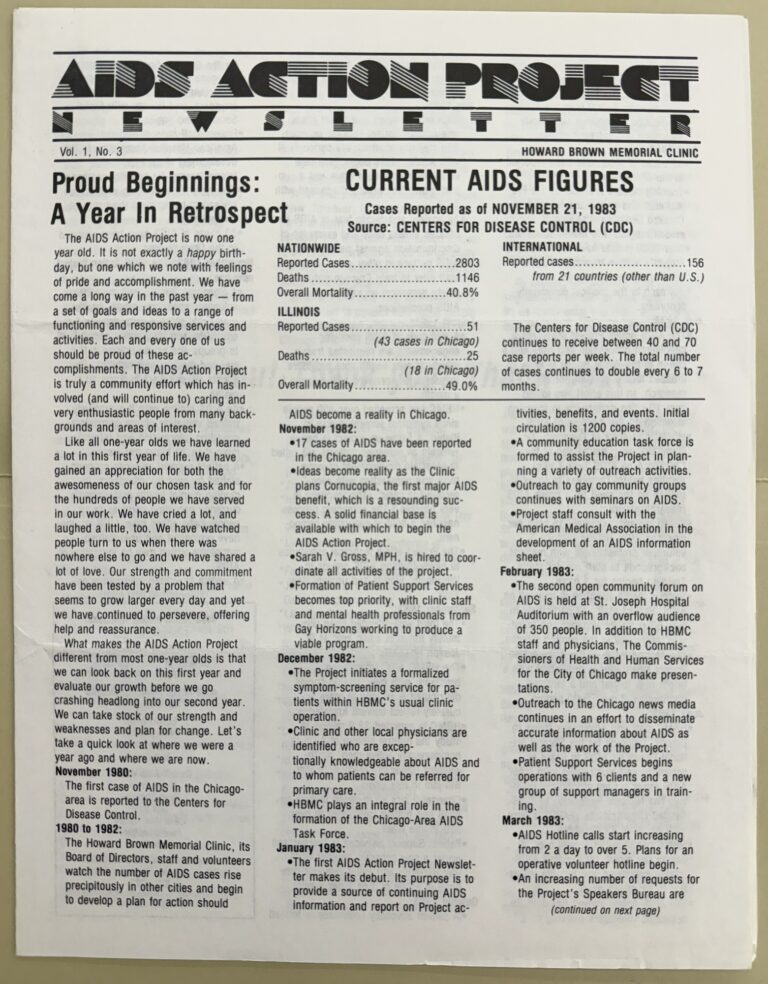 AIDS ACTION PROJECT
NEWSLETTER
Vol. 1, No. 3
HOWARD BROWN MEMORIAL CLINIC
Proud Beginnings:
A Year In Retrospect
The AIDS Action Project is now one
year old. It is not exactly a happy birth-
day, but one which we note with feelings
of pride and accomplishment. We have
come a long way in the past year — from
a set of goals and ideas to a range of
functioning and responsive services and
activities. Each and every one of us
should be proud of these ac-
complishments. The AIDS Action Project
is truly a community effort which has in-
volved (and will continue to) caring and
very enthusiastic people from many back-
grounds and areas of interest.
Like all one-year olds we have learned
a lot in this first year of life. We have
gained an appreciation for both the
awesomeness of our chosen task and for
the hundreds of people we have served
in our work. We have cried a lot, and
laughed a little, too. We have watched
people turn to us when there was
nowhere else to go and we have shared a
lot of love. Our strength and commitment
have been tested by a problem that
seems to grow larger every day and yet
we have continued to persevere, offering
help and reassurance.
What makes the AIDS Action Project
different from most one-year olds is that
we can look back on this first year and
evaluate our growth before we go
crashing headlong into our second year.
We can take stock of our strength and
weaknesses and plan for change. Let's
take a quick look at where we were a
year ago and where we are now.
November 1980:
The first case of AIDS in the Chicago-
area is reported to the Centers for
Disease Control.
1980 to 1982:
The Howard Brown Memorial Clinic, its
Board of Directors, staff and volunteers
watch the number of AIDS cases rise
precipitously in other cities and begin
to develop a plan for action should
CURRENT AIDS FIGURES
Cases Reported as of NOVEMBER 21, 1983
Source: CENTERS FOR DISEASE CONTROL (CDC)
NATIONWIDE
Reported Cases.........................2803
Deaths.................................1146
Overall Mortality.....................40.8%
ILLINOIS
Reported Cases.........................51
(43 cases in Chicago)
Deaths.................................25
(18 in Chicago)
Overall Mortality.....................49.0%
INTERNATIONAL
Reported cases.........................156
from 21 countries (other than U.S.)
The Centers for Disease Control (CDC)
continues to receive between 40 and 70
case reports per week. The total number
of cases continues to double every 6 to 7
months.
AIDS become a reality in Chicago.
November 1982:
•17 cases of AIDS have been reported
in the Chicago area.
•Ideas become reality as the Clinic
plans Cornucopia, the first major AIDS
benefit, which is a resounding suc-
cess. A solid financial base is
available with which to begin the
AIDS Action Project.
•Sarah V. Gross, MPH, is hired to coor-
dinate all activities of the project.
•Formation of Patient Support Services
becomes top priority, with clinic staff
and mental health professionals from
Gay Horizons working to produce a
viable program.
December 1982:
•The Project initiates a formalized
symptom-screening service for pa-
tients within HBMC's usual clinic
operation.
•Clinic and other local physicians are
identified who are excep-
tionally knowledgeable about AIDS and
to whom patients can be referred for
primary care.
•HBMC plays an integral role in the
formation of the Chicago-Area AIDS
Task Force.
January 1983:
•The first AIDS Action Project Newslet-
ter makes its debut. Its purpose is to
provide a source of continuing AIDS
information and report on Project ac-
tivities, benefits, and events. Initial
circulation is 1200 copies.
•A community education task force is
formed to assist the Project in plan-
ning a variety of outreach activities.
•Outreach to gay community groups
continues with seminars on AIDS.
•Project staff consult with the
American Medical Association in the
development of an AIDS information
sheet.
February 1983:
•The second open community forum on
AIDS is held at St. Joseph Hospital
Auditorium with an overflow audience
of 350 people. In addition to HBMC
staff and physicians, The Commis-
sioners of Health and Human Services
for the City of Chicago make presen-
tations.
•Outreach to the Chicago news media
continues in an effort to disseminate
accurate information about AIDS as
well as the work of the Project.
•Patient Support Services begins
operations with 6 clients and a new
group of support managers in train-
ing.
March 1983:
•AIDS Hotline calls start increasing
from 2 a day to over 5. Plans for an
operative volunteer hotline begin.
•An increasing number of requests for
the Project's Speakers Bureau are
(continued on next page)